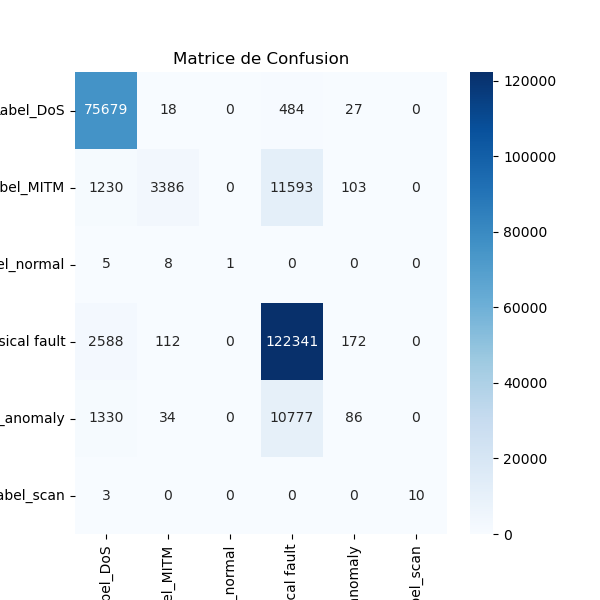 Matrice de Confusion
abel_DoS 75679 18 0 484 27 0
bel_MITM 1230 3386 0 11593 103 0
el_normal 5 8 1 0 0 0
sical fault 2588 112 0 122341 172 0
_anomaly 1330 34 0 10777 86 0
abel_scan 3 0 0 0 0 10
bel_DoS
el_MITM
_normal
cal fault
anomaly
el_scan
120000
100000
80000
60000
40000
20000
0